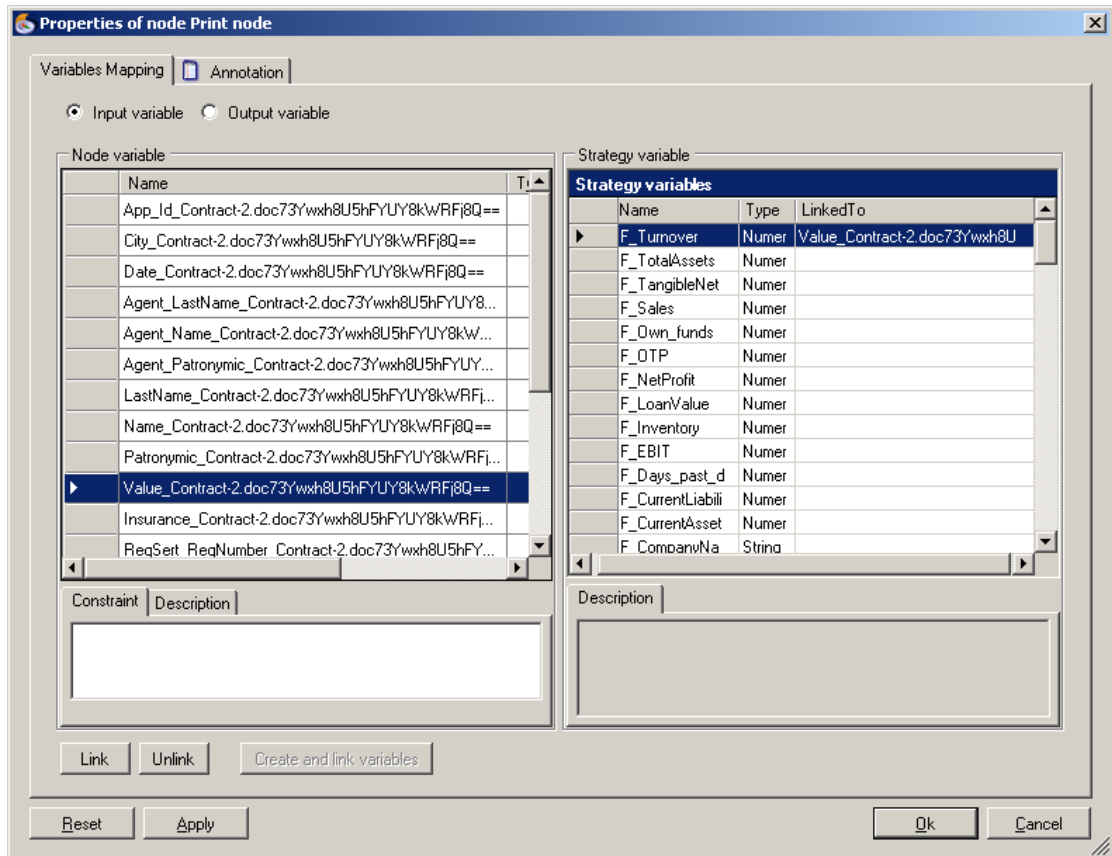 Properties of node Print node
Variables Mapping Annotation
Input variable Output variable
Node variable
Name
App_Id_Contract-2.doc73Ywxh8U5hFYUY8kWRFj8Q==
City_Contract-2.doc73Ywxh8U5hFYUY8kWRFj8Q==
Date_Contract-2.doc73Ywxh8U5hFYUY8kWRFj8Q==
Agent_LastName_Contract-2.doc73Ywxh8U5hFYUY8...
Agent_Name_Contract-2.doc73Ywxh8U5hFYUY8kW...
Agent_Patronymic_Contract-2.doc73Ywxh8U5hFYUY...
LastName_Contract-2.doc73Ywxh8U5hFYUY8kWRFj...
Name_Contract-2.doc73Ywxh8U5hFYUY8kWRFj8Q==
Patronymic_Contract-2.doc73Ywxh8U5hFYUY8kWRFj...
Value_Contract-2.doc73Ywxh8U5hFYUY8kWRFj8Q==
Insurance_Contract-2.doc73Ywxh8U5hFYUY8kWRFj...
RegSert_RegNumber_Contract-2.doc73Ywxh8U5hFY...
Constraint Description
Strategy variable
Strategy variables
Name Type LinkedTo
F_Turnover Numer Value_Contract-2.doc73Ywxh8U
F_TotalAssets Numer
F_TangibleNet Numer
F_Sales Numer
F_Own_funds Numer
F_OTP Numer
F_NetProfit Numer
F_LoanValue Numer
F_Inventory Numer
F_EBIT Numer
F_Days_past_d Numer
F_CurrentLiabili Numer
F_CurrentAsset Numer
F_CompanyNa String
Description
Link Unlink Create and link variables
Reset Apply Ok Cancel